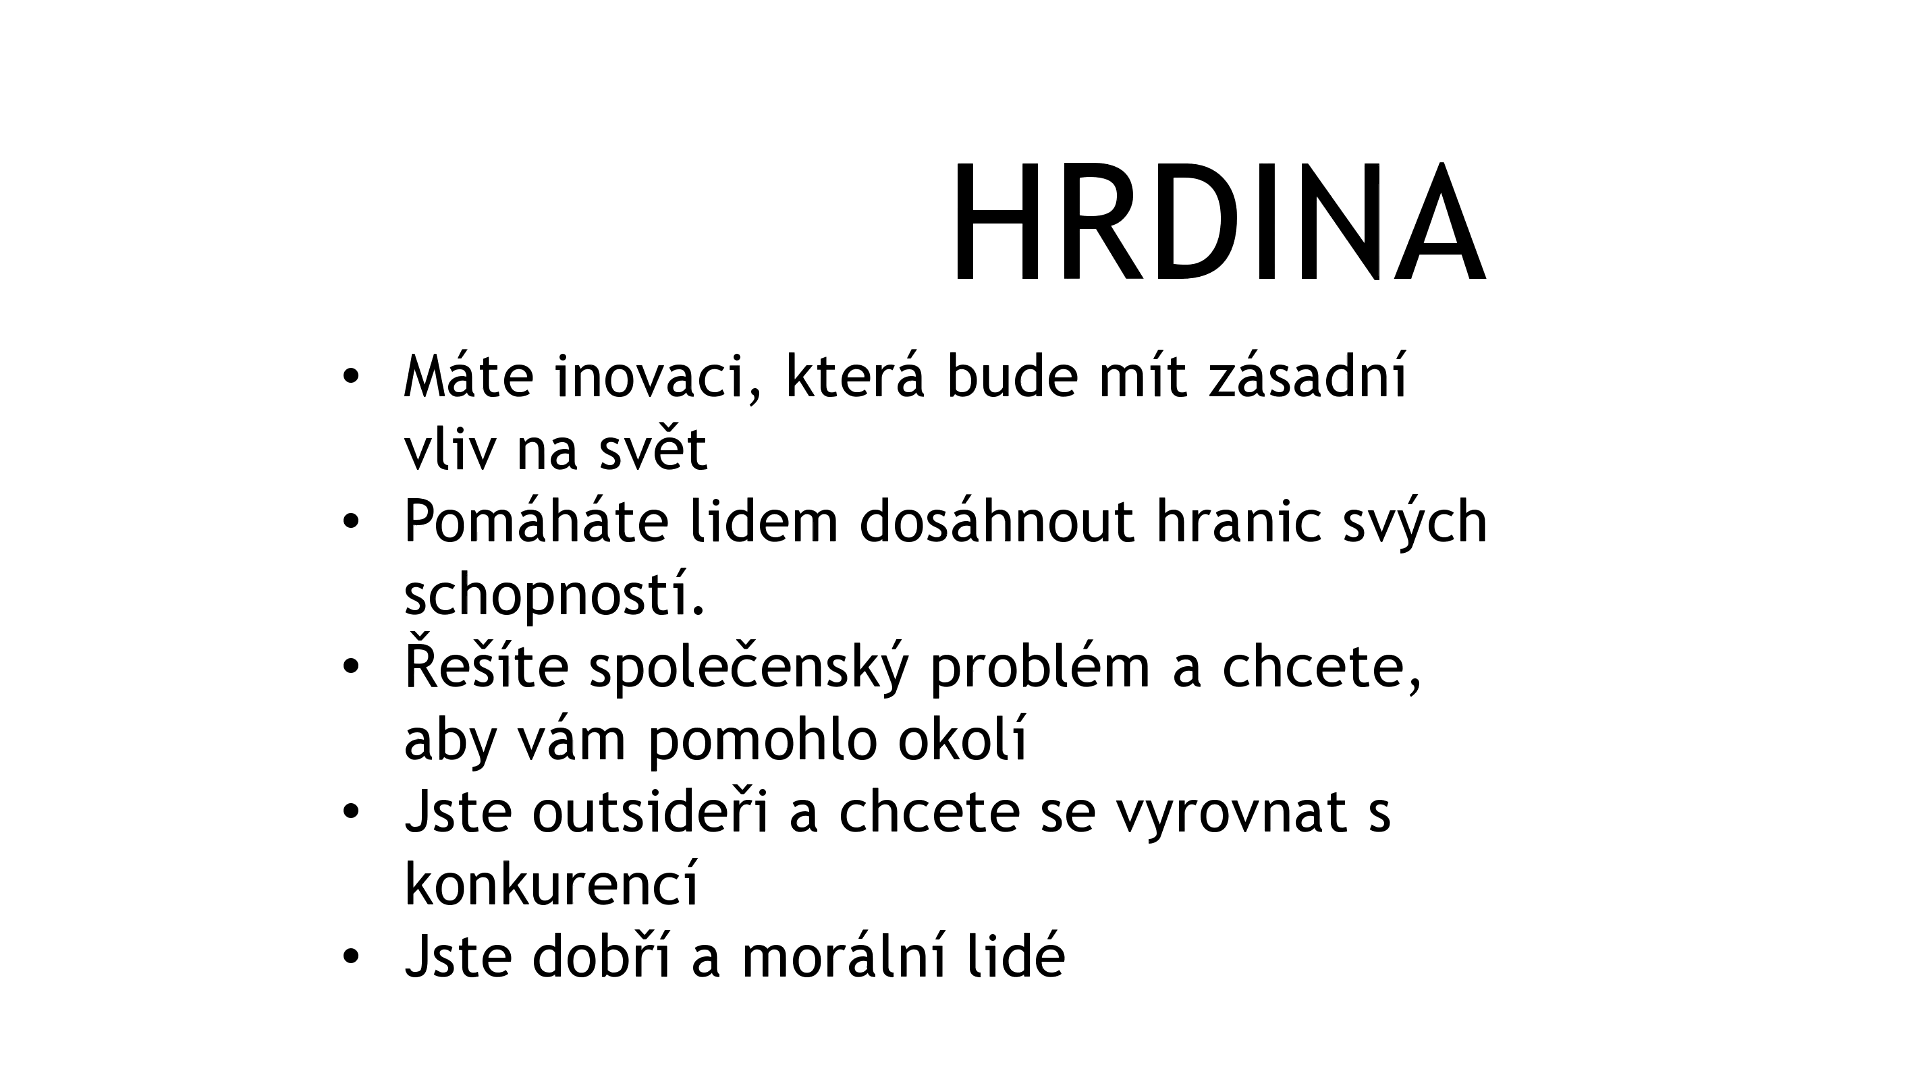 HRDINA
• Máte inovaci, která bude mít zásadní
vliv na svět
• Pomáháte lidem dosáhnout hranic svých
schopností.
• Řešíte společenský problém a chcete,
aby vám pomohlo okolí
• Jste outsideři a chcete se vyrovnat s
konkurencí
• Jste dobří a morální lidé